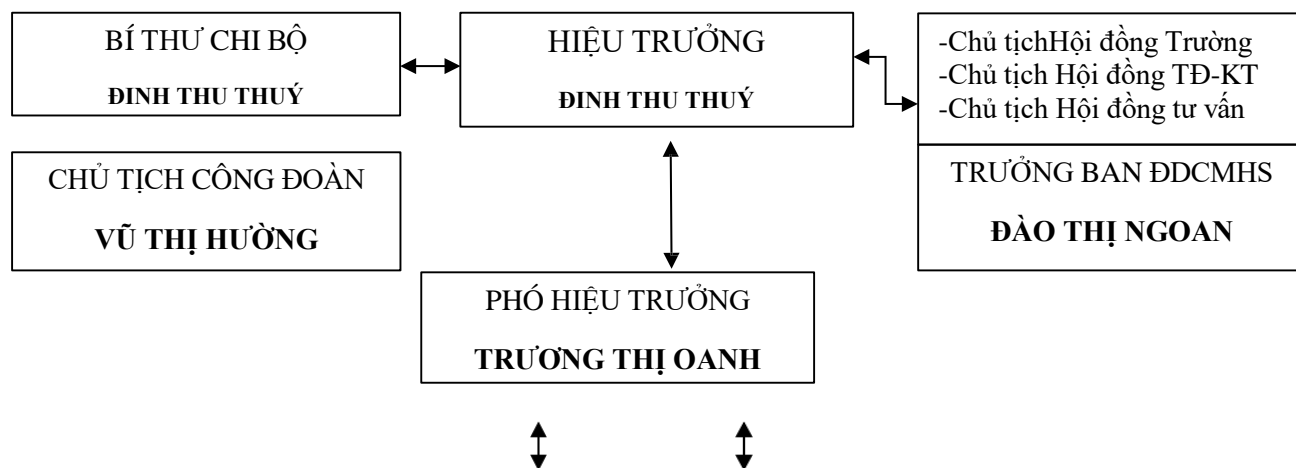 BÍ THƯ CHI BỘ
ĐINH THU THUÝ
HIỆU TRƯỞNG
ĐINH THU THUÝ
-Chủ tịchHội đồng Trường
-Chủ tịch Hội đồng TĐ-KT
-Chủ tịch Hội đồng tư vấn
CHỦ TỊCH CÔNG ĐOÀN
VŨ THỊ HƯỜNG
TRƯỞNG BAN ĐDCMHS
ĐÀO THỊ NGOAN
PHÓ HIỆU TRƯỞNG
TRƯƠNG THỊ OANH